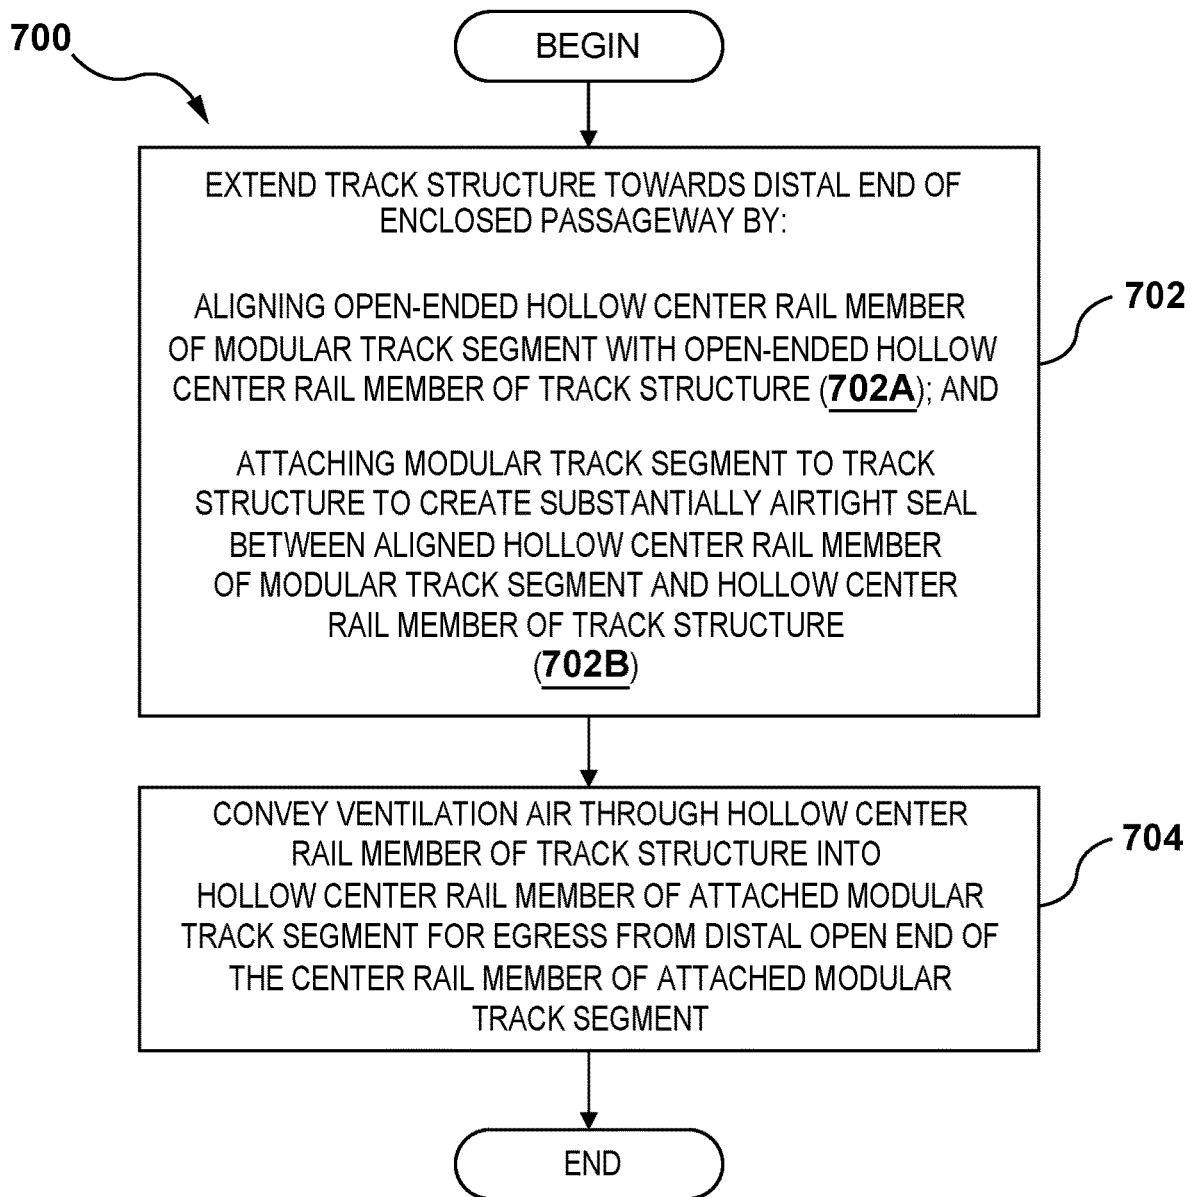 700
BEGIN
EXTEND TRACK STRUCTURE TOWARDS DISTAL END OF
ENCLOSED PASSAGEWAY BY:
ALIGNING OPEN-ENDED HOLLOW CENTER RAIL MEMBER
OF MODULAR TRACK SEGMENT WITH OPEN-ENDED HOLLOW
CENTER RAIL MEMBER OF TRACK STRUCTURE (702A); AND
702
ATTACHING MODULAR TRACK SEGMENT TO TRACK
STRUCTURE TO CREATE SUBSTANTIALLY AIRTIGHT SEAL
BETWEEN ALIGNED HOLLOW CENTER RAIL MEMBER
OF MODULAR TRACK SEGMENT AND HOLLOW CENTER
RAIL MEMBER OF TRACK STRUCTURE
(702B)
CONVEY VENTILATION AIR THROUGH HOLLOW CENTER
RAIL MEMBER OF TRACK STRUCTURE INTO
HOLLOW CENTER RAIL MEMBER OF ATTACHED MODULAR
TRACK SEGMENT FOR EGRESS FROM DISTAL OPEN END OF
THE CENTER RAIL MEMBER OF ATTACHED MODULAR
TRACK SEGMENT
704
END